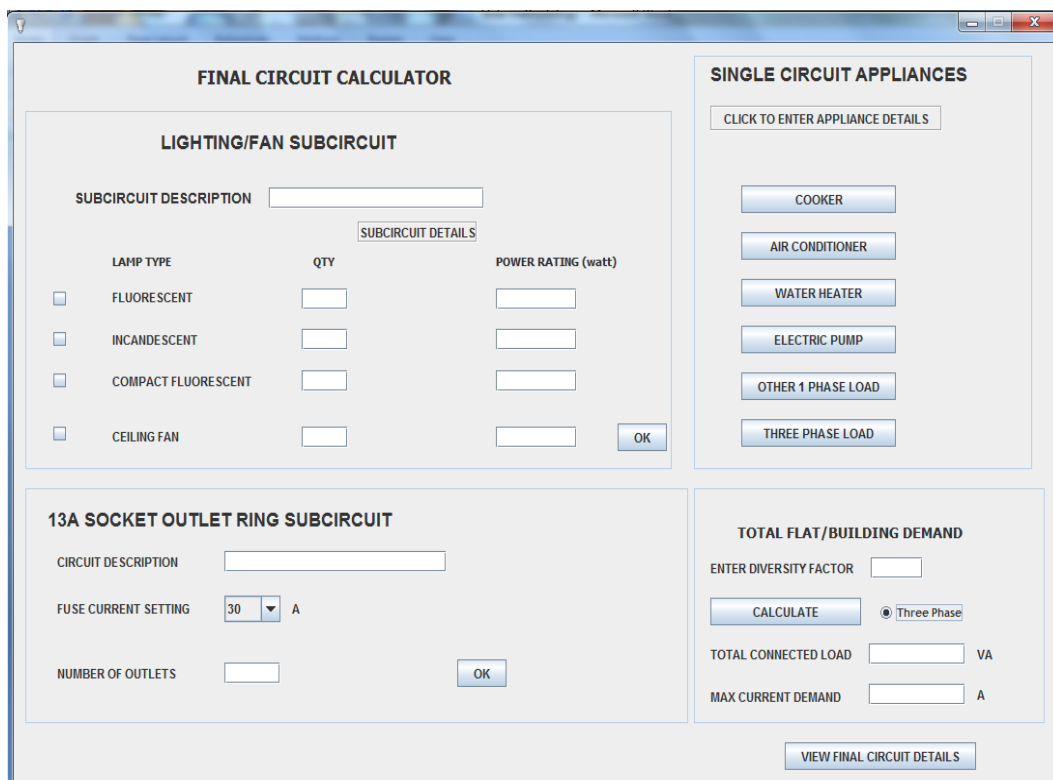 FINAL CIRCUIT CALCULATOR
LIGHTING/FAN SUBCIRCUIT
SUBCIRCUIT DESCRIPTION
SUBCIRCUIT DETAILS
LAMP TYPE QTY POWER RATING (watt)
FLUORESCENT
INCANDESCENT
COMPACT FLUORESCENT
CEILING FAN OK
SINGLE CIRCUIT APPLIANCES
CLICK TO ENTER APPLIANCE DETAILS
COOKER
AIR CONDITIONER
WATER HEATER
ELECTRIC PUMP
OTHER 1 PHASE LOAD
THREE PHASE LOAD
13A SOCKET OUTLET RING SUBCIRCUIT
CIRCUIT DESCRIPTION
FUSE CURRENT SETTING 30 A
NUMBER OF OUTLETS OK
TOTAL FLAT/BUILDING DEMAND
ENTER DIVERSITY FACTOR
CALCULATE Three Phase
TOTAL CONNECTED LOAD VA
MAX CURRENT DEMAND A
VIEW FINAL CIRCUIT DETAILS